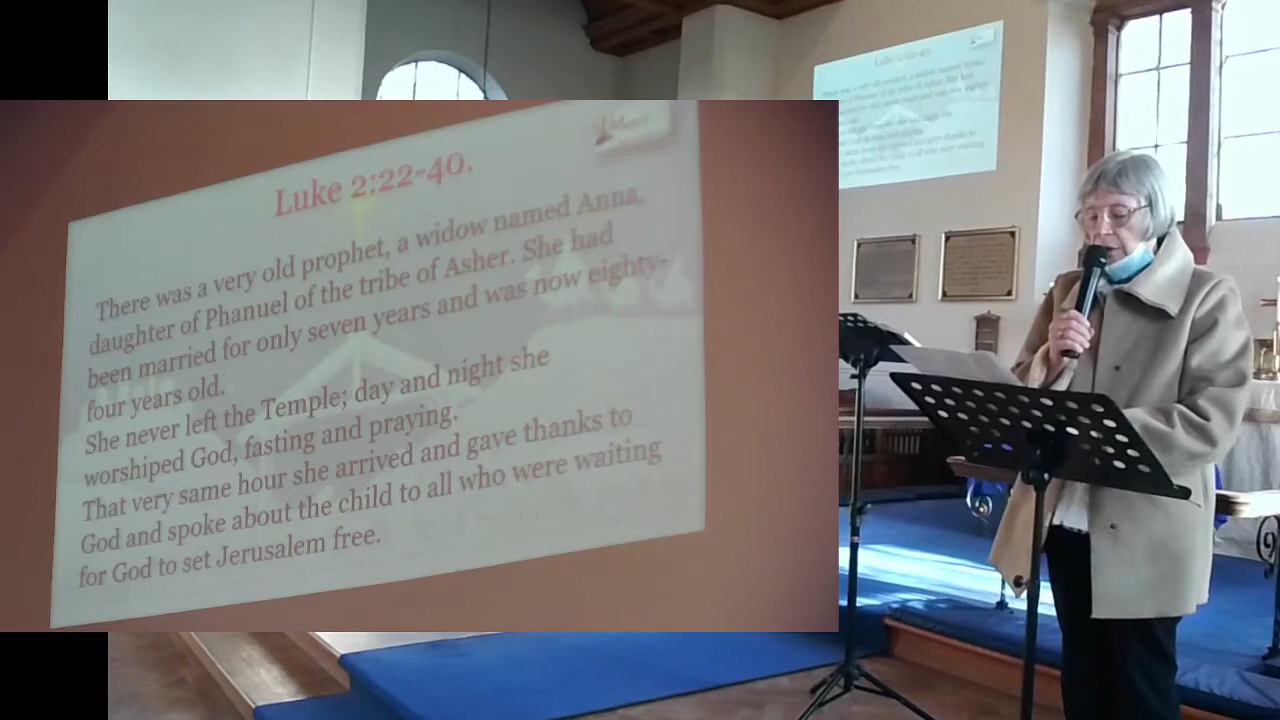 Luke 2:22-40.
There was a very old prophet, a widow named Anna,
daughter of Phanuel of the tribe of Asher. She had
been married for only seven years and was now eighty-
four years old.
She never left the Temple; day and night she
worshiped God, fasting and praying.
That very same hour she arrived and gave thanks to
God and spoke about the child to all who were waiting
for God to set Jerusalem free.
Luke 2:22-40.